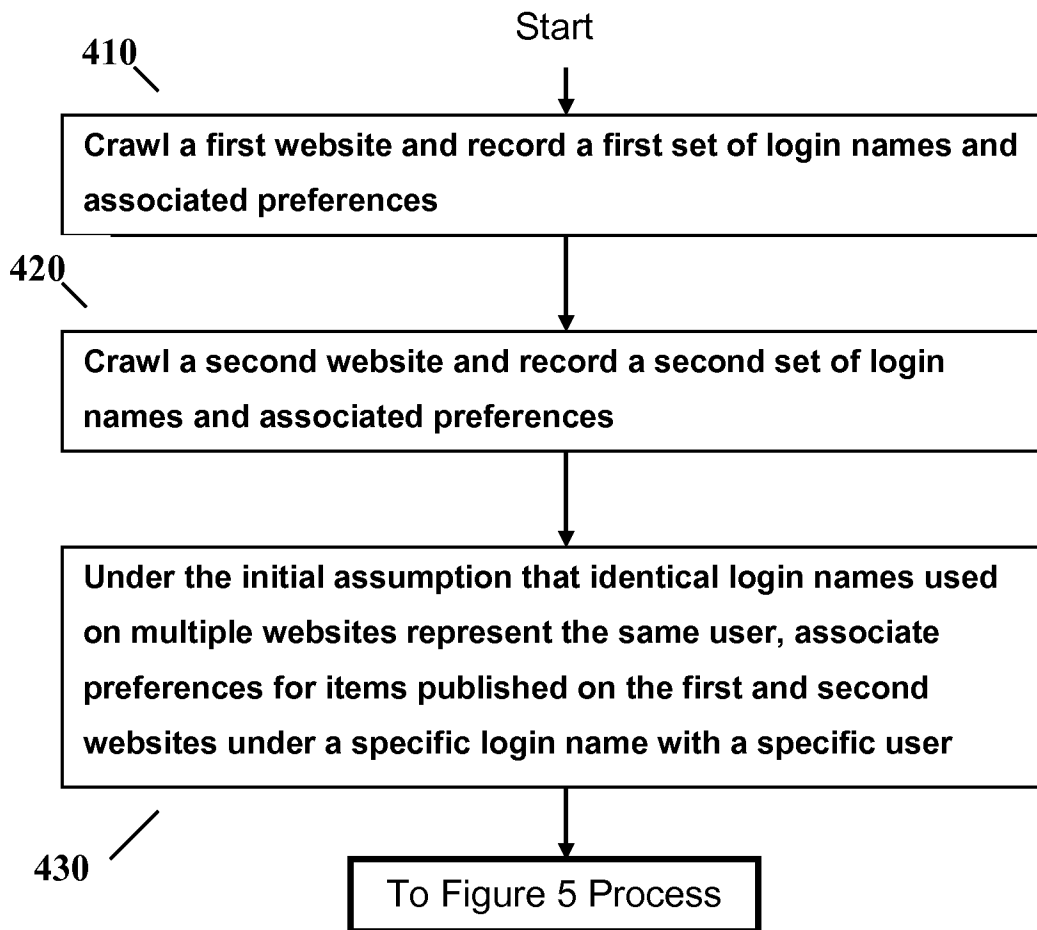 Start
410
Crawl a first website and record a first set of login names and
associated preferences
420
Crawl a second website and record a second set of login
names and associated preferences
Under the initial assumption that identical login names used
on multiple websites represent the same user, associate
preferences for items published on the first and second
websites under a specific login name with a specific user
430
To Figure 5 Process